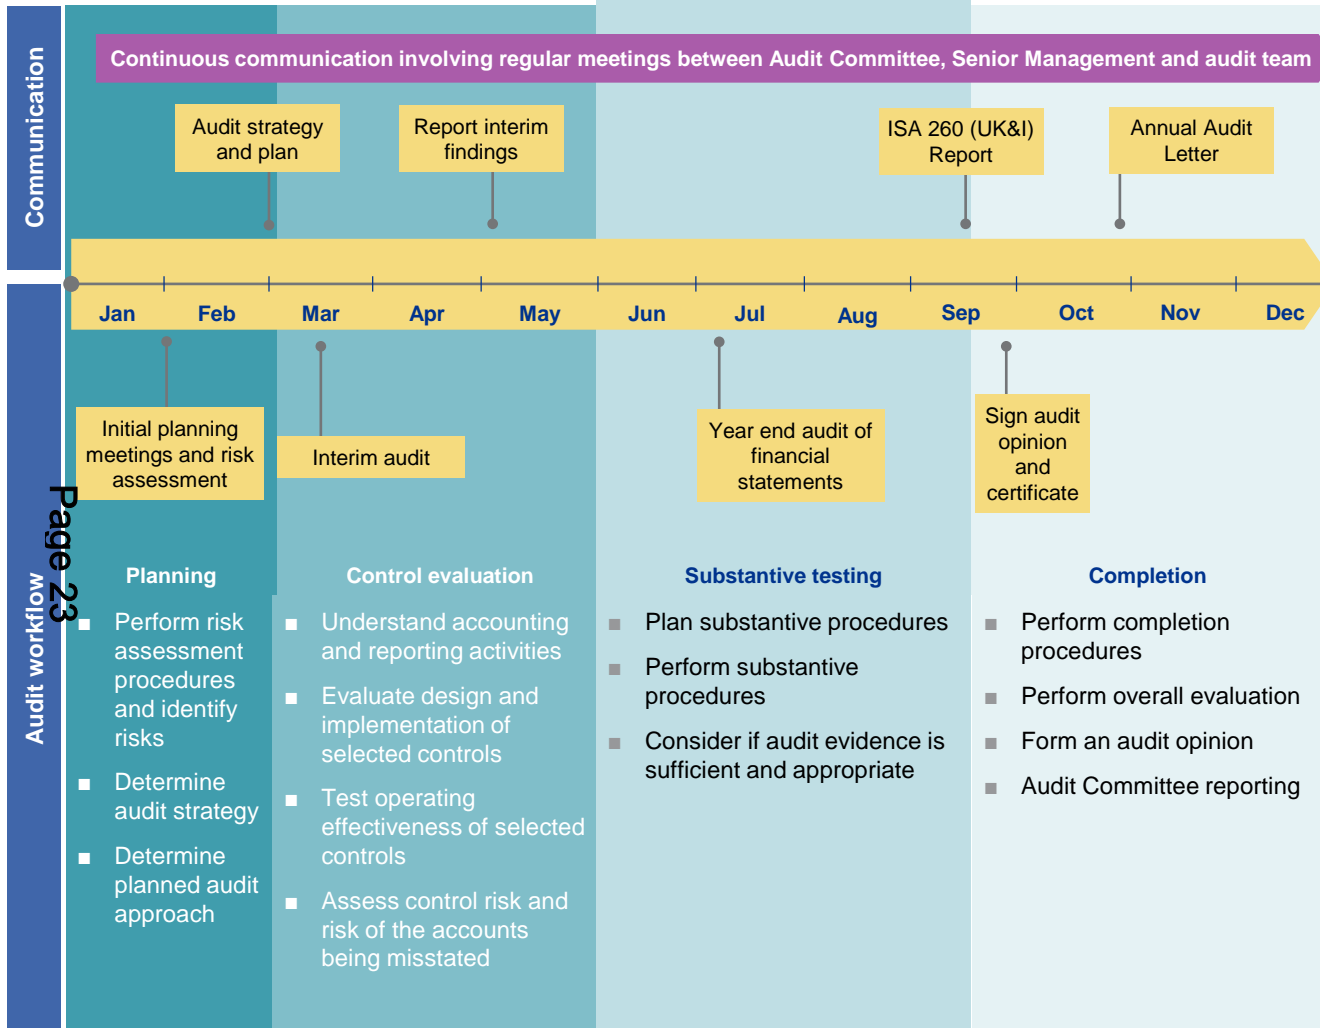 Communication
Continuous communication involving regular meetings between Audit Committee, Senior Management and audit team
Audit strategy
and plan
Report interim
findings
ISA 260 (UK&I)
Report
Annual Audit
Letter
Jan Feb Mar Apr May Jun Jul Aug Sep Oct Nov Dec
Initial planning
meetings and risk
assessment
Interim audit
Year end audit of
financial
statements
Sign audit
opinion
and
certificate
Page 23
Audit workflow
Planning
■ Perform risk
assessment
procedures
and identify
risks
■ Determine
audit strategy
■ Determine
planned audit
approach
Control evaluation
■ Understand accounting
and reporting activities
■ Evaluate design and
implementation of
selected controls
■ Test operating
effectiveness of selected
controls
■ Assess control risk and
risk of the accounts
being misstated
Substantive testing
■ Plan substantive procedures
■ Perform substantive
procedures
■ Consider if audit evidence is
sufficient and appropriate
Completion
■ Perform completion
procedures
■ Perform overall evaluation
■ Form an audit opinion
■ Audit Committee reporting